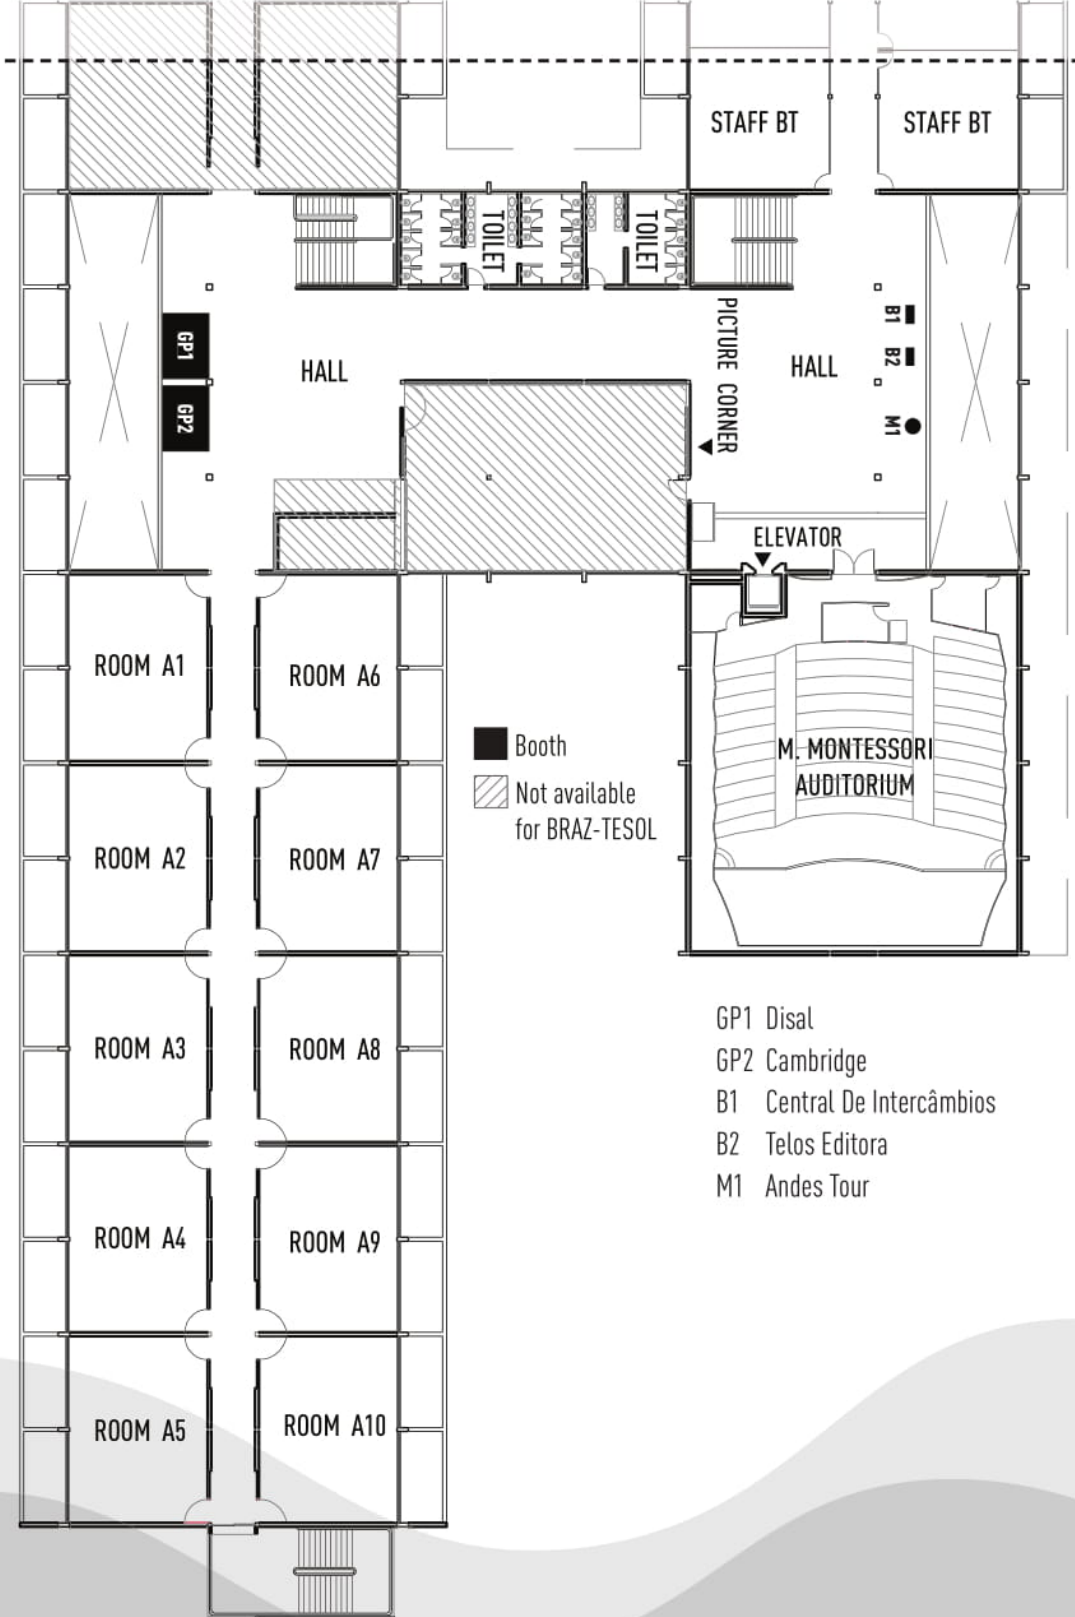 STAFF BT
STAFF BT
TOILET
TOILET
GP1
GP2
HALL
PICTURE CORNER
HALL
B1
B2
M1
ELEVATOR
ROOM A1
ROOM A6
ROOM A2
ROOM A7
ROOM A3
ROOM A8
ROOM A4
ROOM A9
ROOM A5
ROOM A10
Booth
Not available
for BRAZ-TESOL
M. MONTESSORI
AUDITORIUM
GP1 Disal
GP2 Cambridge
B1 Central De Intercâmbios
B2 Telos Editora
M1 Andes Tour